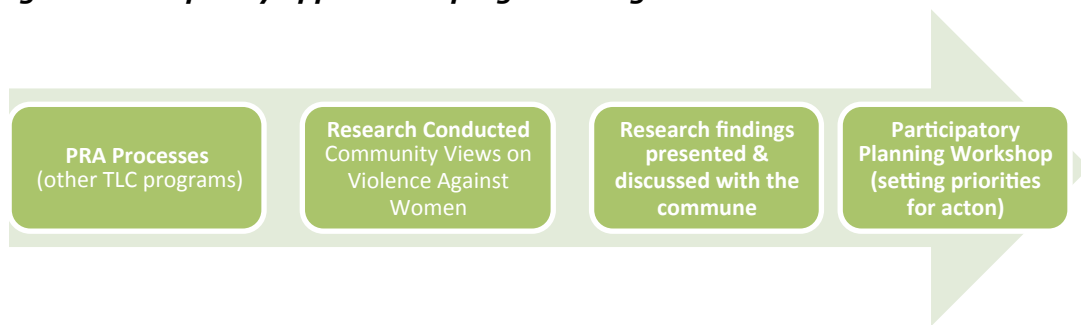 PRA Processes
(other TLC programs)
Research Conducted
Community Views on
Violence Against
Women
Research findings
presented &
discussed with the
commune
Participatory
Planning Workshop
(setting priorities
for acton)